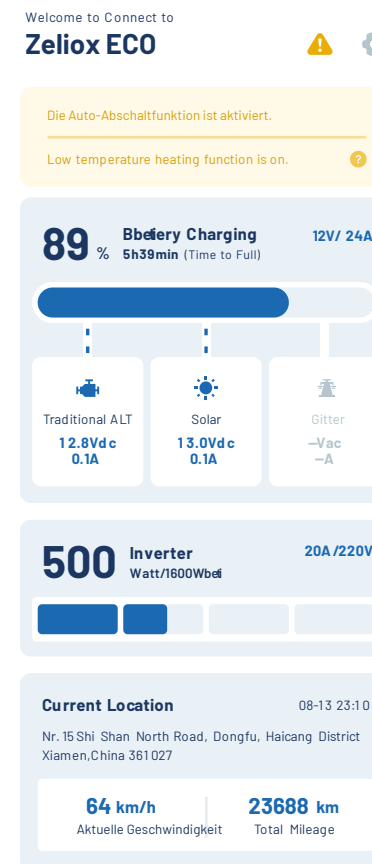 Welcome to Connect to
Zeliox ECO
Die Auto-Abschaltfunktion ist aktiviert.
Low temperature heating function is on.
?
89 %
Bbefiery Charging
12V/ 24A
5h39min (Time to Full)
Traditional ALT
12.8Vdc
0.1A
Solar
13.0Vdc
0.1A
Gitter
—Vac
—A
500
Inverter
20A/220V
Watt/1600W
Current Location
08-13 23:10
Nr. 15 Shi Shan North Road, Dongfu, Haicang District
Xiamen,China 361027
64 km/h
Aktuelle Geschwindigkeit
23688 km
Total Mileage